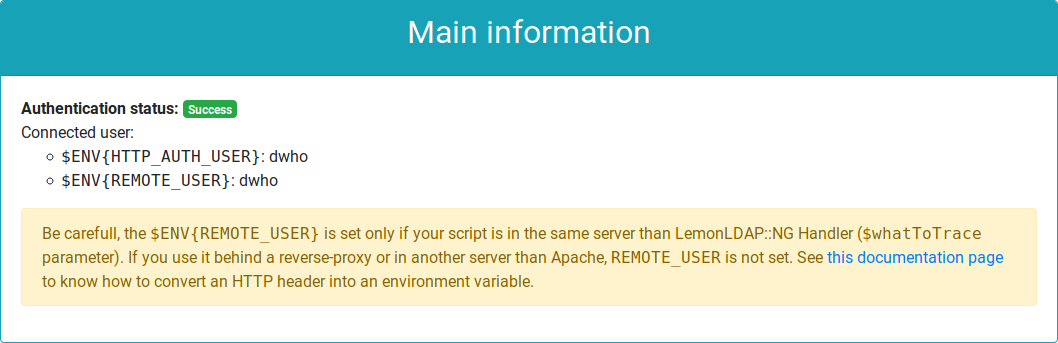 Main information
Authentication status: Success
Connected user:
$ENV{HTTP_AUTH_USER}: dwho
$ENV{REMOTE_USER}: dwho
Be carefull, the $ENV{REMOTE_USER} is set only if your script is in the same server than LemonLDAP::NG Handler ($whatToTrace
parameter). If you use it behind a reverse-proxy or in another server than Apache, REMOTE_USER is not set. See this documentation page
to know how to convert an HTTP header into an environment variable.